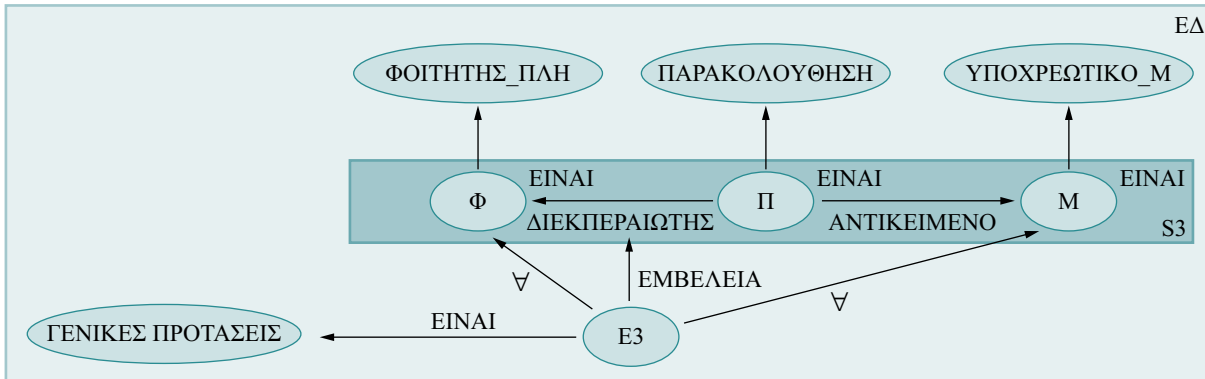 ΕΔ
ΦΟΙΤΗΤΗΣ_ΠΛΗ ΠΑΡΑΚΟΛΟΥΘΗΣΗ ΥΠΟΧΡΕΩΤΙΚΟ_Μ
ΕΙΝΑΙ ΕΙΝΑΙ ΕΙΝΑΙ
Φ Π Μ
ΔΙΕΚΠΕΡΑΙΩΤΗΣ ΑΝΤΙΚΕΙΜΕΝΟ S3
∀ ΕΜΒΕΛΕΙΑ ∀
ΓΕΝΙΚΕΣ ΠΡΟΤΑΣΕΙΣ ΕΙΝΑΙ Ε3